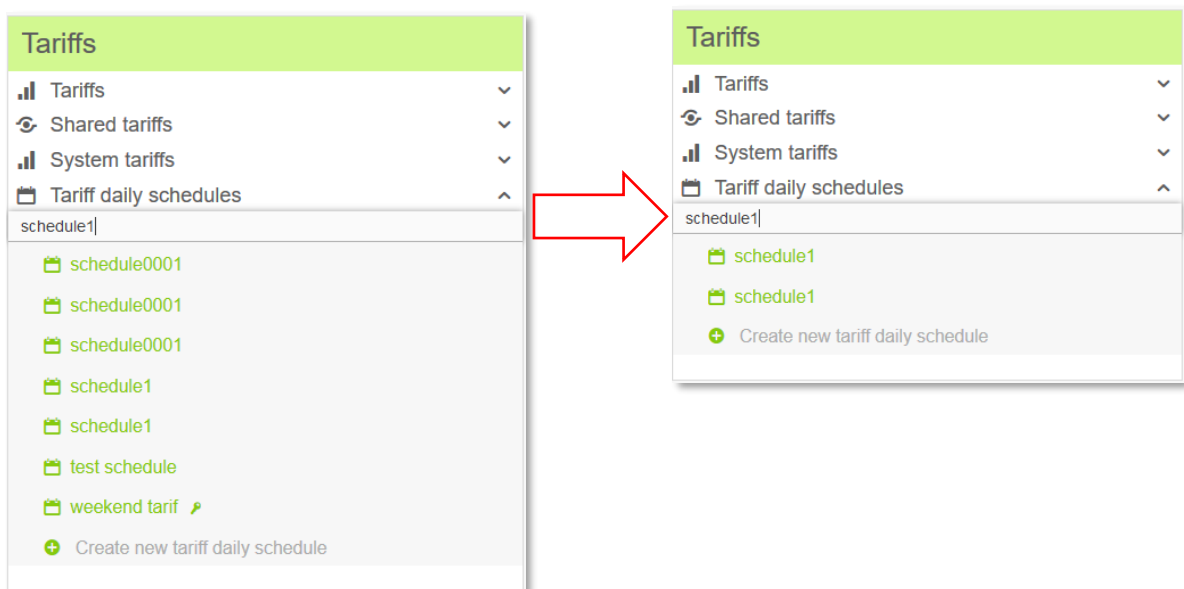 Tariffs
Tariffs
Shared tariffs
System tariffs
Tariff daily schedules
schedule1
schedule0001
schedule0001
schedule0001
schedule1
schedule1
test schedule
weekend tarif
Create new tariff daily schedule
Tariffs
Tariffs
Shared tariffs
System tariffs
Tariff daily schedules
schedule1
schedule1
schedule1
Create new tariff daily schedule